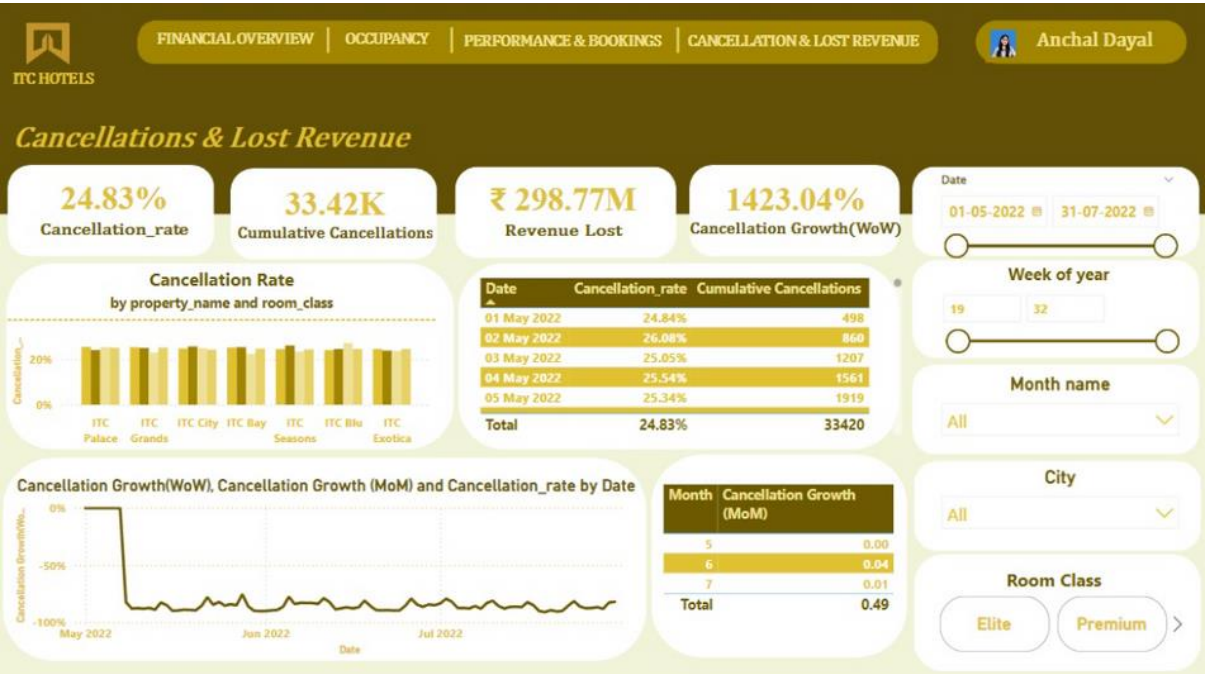 FINANCIAL OVERVIEW
OCCUPANCY
PERFORMANCE & BOOKINGS
CANCELLATION & LOST REVENUE
Anchal Dayal
ITC HOTELS
Cancellations & Lost Revenue
24.83%
Cancellation_rate
33.42K
Cumulative Cancellations
₹ 298.77M
Revenue Lost
1423.04%
Cancellation Growth(WoW)
Date
01-05-2022 31-07-2022
Week of year
19 32
Month name
All
City
All
Room Class
Elite Premium
Cancellation Rate
by property_name and room_class
Cancellation_...
20%
0%
ITC Palace
ITC Grands
ITC City
ITC Bay
ITC Seasons
ITC Blu
ITC Exotica
Date Cancellation_rate Cumulative Cancellations
01 May 2022 24.84% 498
02 May 2022 26.08% 860
03 May 2022 25.05% 1207
04 May 2022 25.54% 1561
05 May 2022 25.34% 1919
Total 24.83% 33420
Cancellation Growth(WoW), Cancellation Growth (MoM) and Cancellation_rate by Date
Cancellation Growth(Wo...
0%
-50%
-100%
May 2022 Jun 2022 Jul 2022
Date
Month Cancellation Growth
(MoM)
5 0.00
6 0.04
7 0.01
Total 0.49